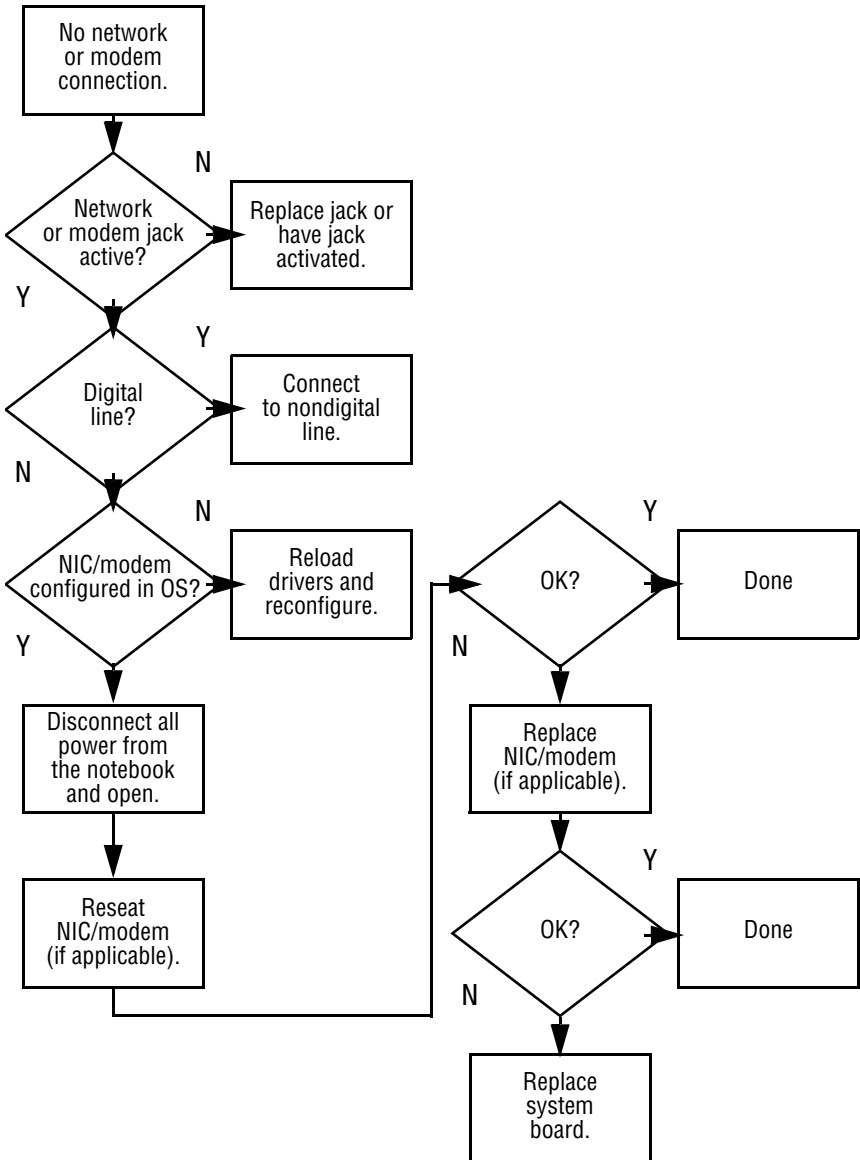 No network
or modem
connection.
N
Network
or modem jack
active?
Replace jack or
have jack
activated.
Y
Y
Digital
line?
Connect
to nondigital
line.
N
N
NIC/modem
configured in OS?
Reload
drivers and
reconfigure.
Y
Disconnect all
power from
the notebook
and open.
Reseat
NIC/modem
(if applicable).
Y
OK?
Done
N
Replace
NIC/modem
(if applicable).
Y
OK?
Done
N
Replace
system
board.